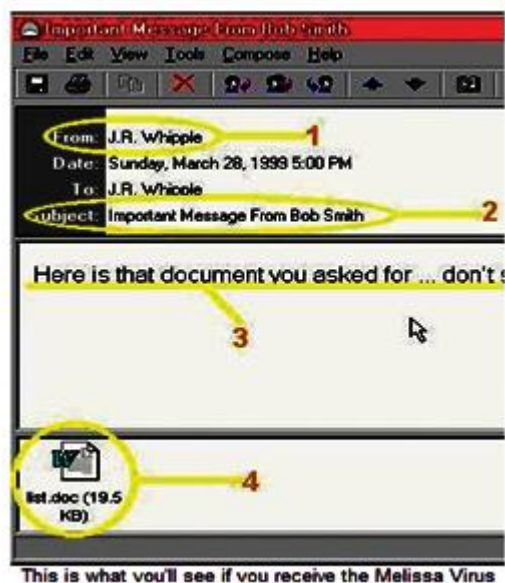 Important Message From Bob Smith
File Edit View Tools Compose Help
From: J.R. Whipple 1
Date: Sunday, March 28, 1999 5:00 PM
To: J.R. Whipple
Subject: Important Message From Bob Smith 2
Here is that document you asked for ... don't s
3
W
list.doc (19.5 4
KB)
This is what you'll see if you receive the Melissa Virus